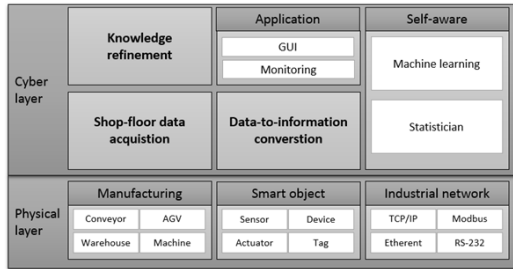 Cyber
layer
Knowledge
refinement
Application
GUI
Monitoring
Self-aware
Machine learning
Statistician
Shop-floor data
acquistion
Data-to-information
converstion
Physical
layer
Manufacturing
Conveyor
AGV
Warehouse
Machine
Smart object
Sensor
Device
Actuator
Tag
Industrial network
TCP/IP
Modbus
Etherent
RS-232